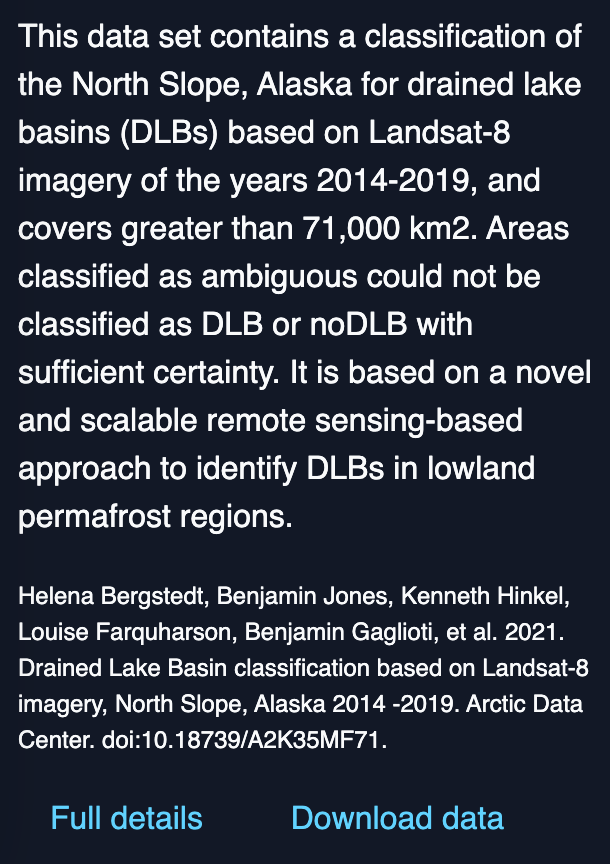 This data set contains a classification of
the North Slope, Alaska for drained lake
basins (DLBs) based on Landsat-8
imagery of the years 2014-2019, and
covers greater than 71,000 km2. Areas
classified as ambiguous could not be
classified as DLB or noDLB with
sufficient certainty. It is based on a novel
and scalable remote sensing-based
approach to identify DLBs in lowland
permafrost regions.
Helena Bergstedt, Benjamin Jones, Kenneth Hinkel,
Louise Farquharson, Benjamin Gaglioti, et al. 2021.
Drained Lake Basin classification based on Landsat-8
imagery, North Slope, Alaska 2014 -2019. Arctic Data
Center. doi:10.18739/A2K35MF71.
Full details Download data